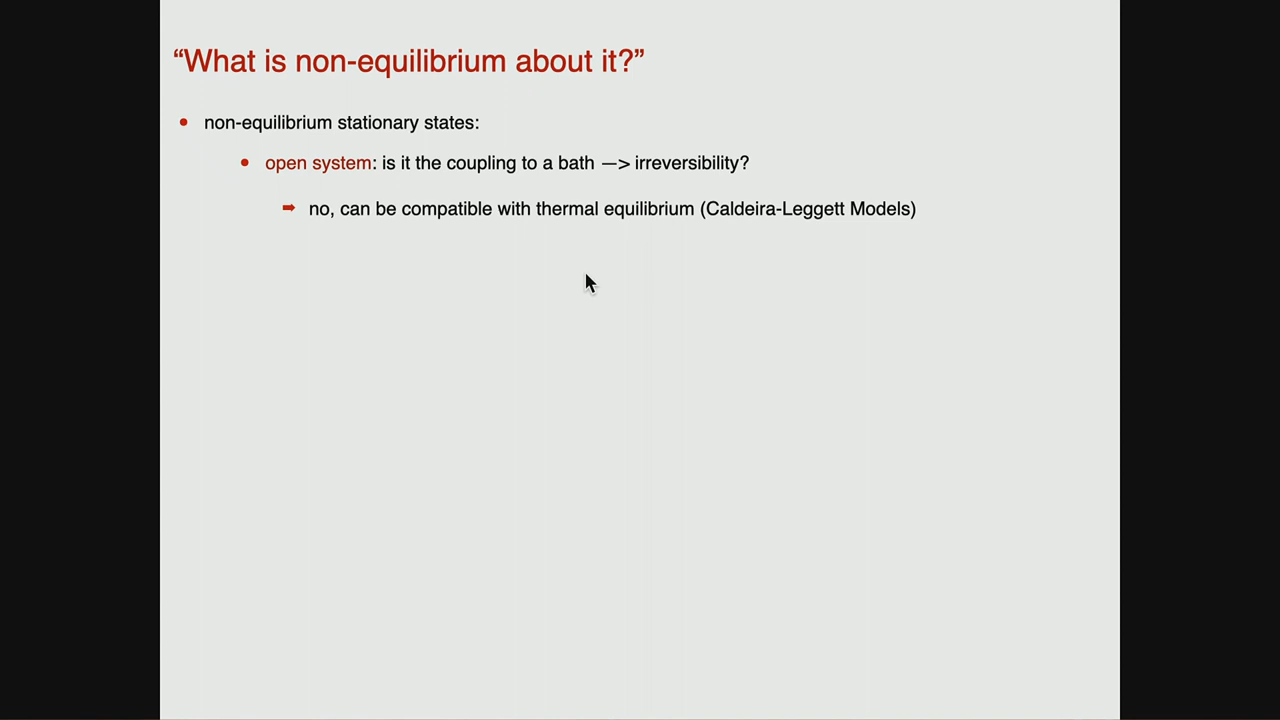 “What is non-equilibrium about it?”
• non-equilibrium stationary states:
• open system: is it the coupling to a bath —> irreversibility?
➡ no, can be compatible with thermal equilibrium (Caldeira-Leggett Models)